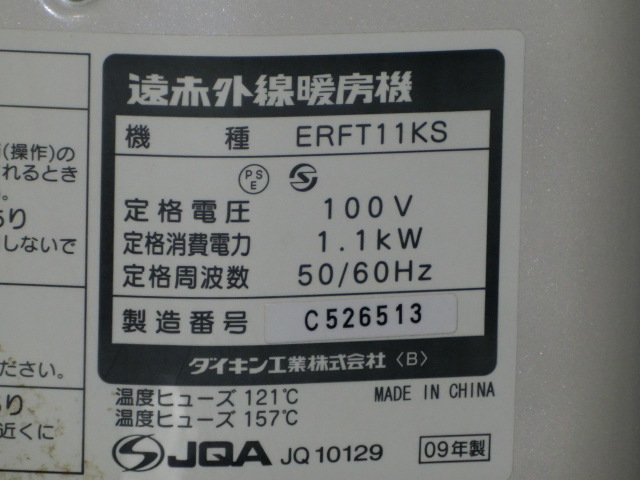 遠赤外線暖房機
機 種 ERFT11KS
PS
E
定格電圧 100V
定格消費電力 1.1kW
定格周波数 50/60Hz
製造番号 C526513
ダイキン工業株式会社〈B〉
温度ヒューズ 121℃ MADE IN CHINA
温度ヒューズ 157℃
JQA JQ10129 09年製
(操作)の
れるとき
り
しないで
ださい。
り
近くに